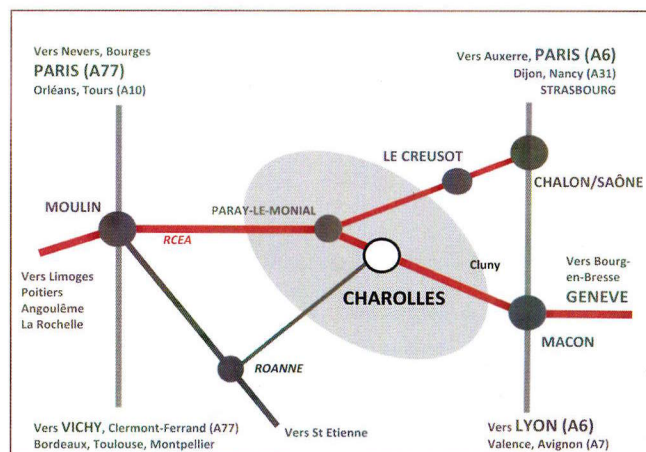 Vers Nevers, Bourges
PARIS (A77)
Orléans, Tours (A10)
Vers Auxerre, PARIS (A6)
Dijon, Nancy (A31)
STRASBOURG
LE CREUSOT
CHALON/SAÔNE
MOULIN
PARAY-LE-MONIAL
RCEA
Cluny
Vers Bourg-
en-Bresse
GENEVE
Vers Limoges
Poitiers
Angoulême
La Rochelle
CHAROLLES
MACON
ROANNE
Vers VICHY, Clermont-Ferrand (A77)
Bordeaux, Toulouse, Montpellier
Vers St Etienne
Vers LYON (A6)
Valence, Avignon (A7)